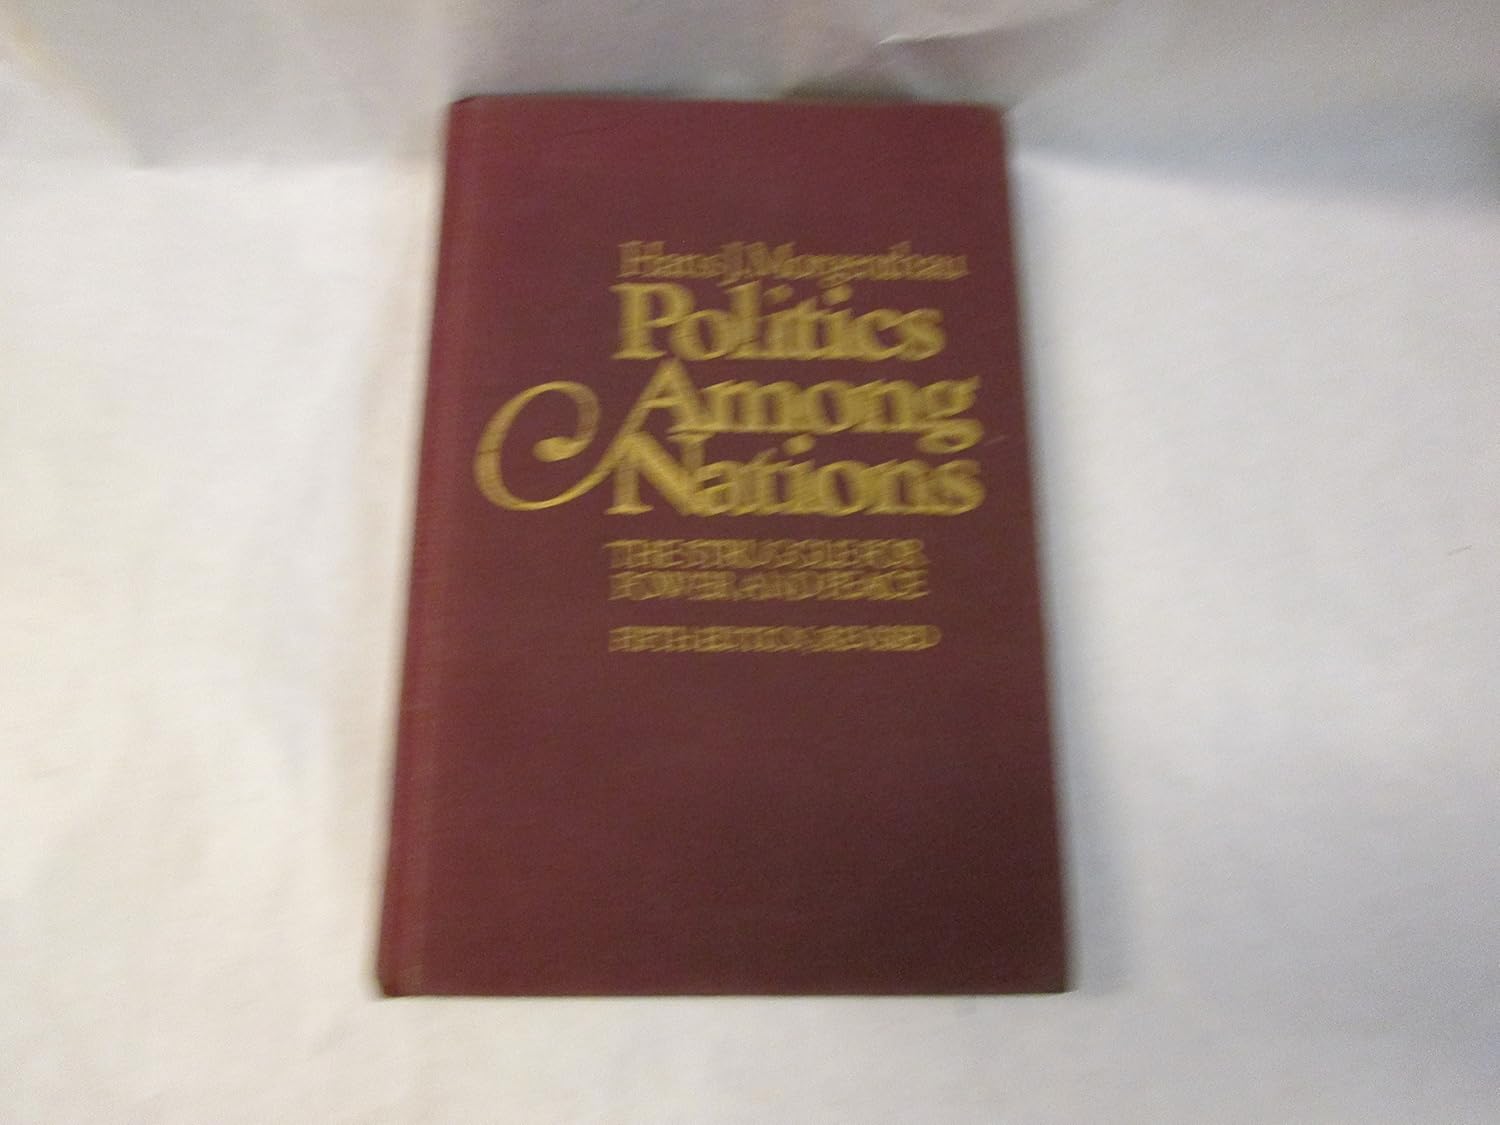 Hans J. Morgenthau
Politics
Among
Nations
THE STRUGGLE FOR
POWER AND PEACE
FIFTH EDITION, REVISED